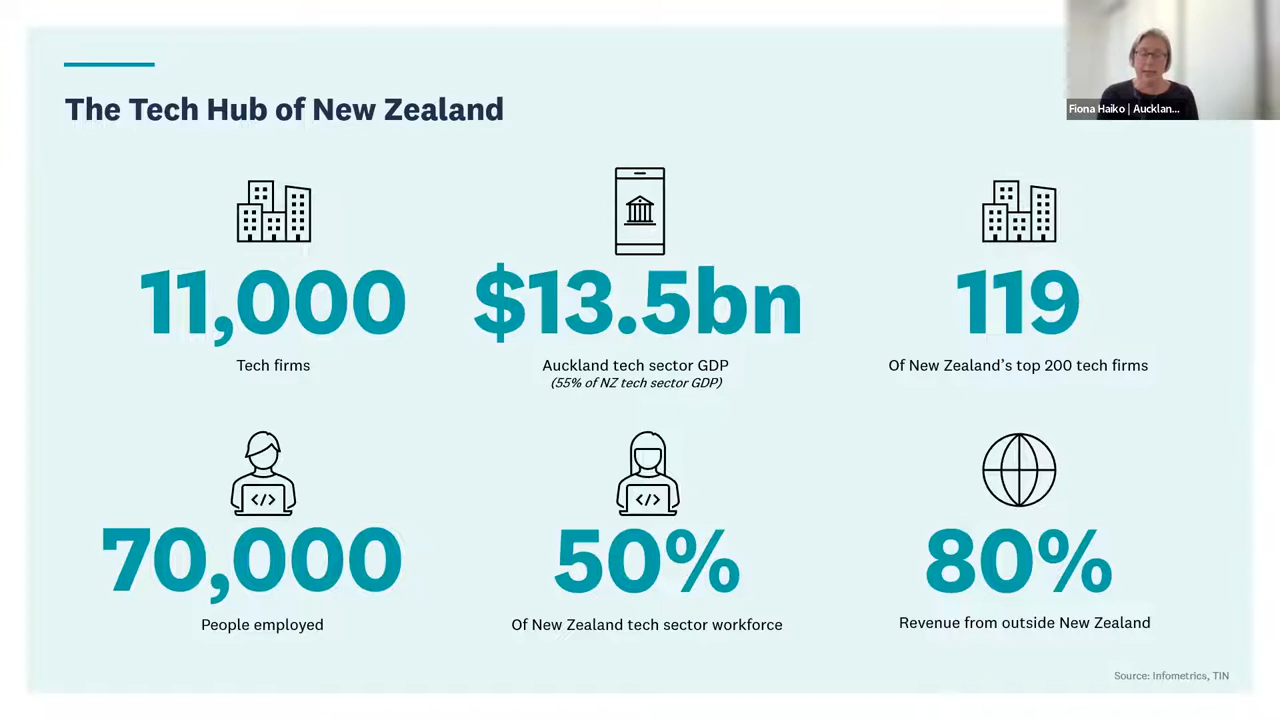 The Tech Hub of New Zealand
Fiona Haiko | Aucklan...
11,000
Tech firms
$13.5bn
Auckland tech sector GDP
(55% of NZ tech sector GDP)
119
Of New Zealand's top 200 tech firms
</>
70,000
People employed
</>
50%
Of New Zealand tech sector workforce
80%
Revenue from outside New Zealand
Source: Infometrics, TIN